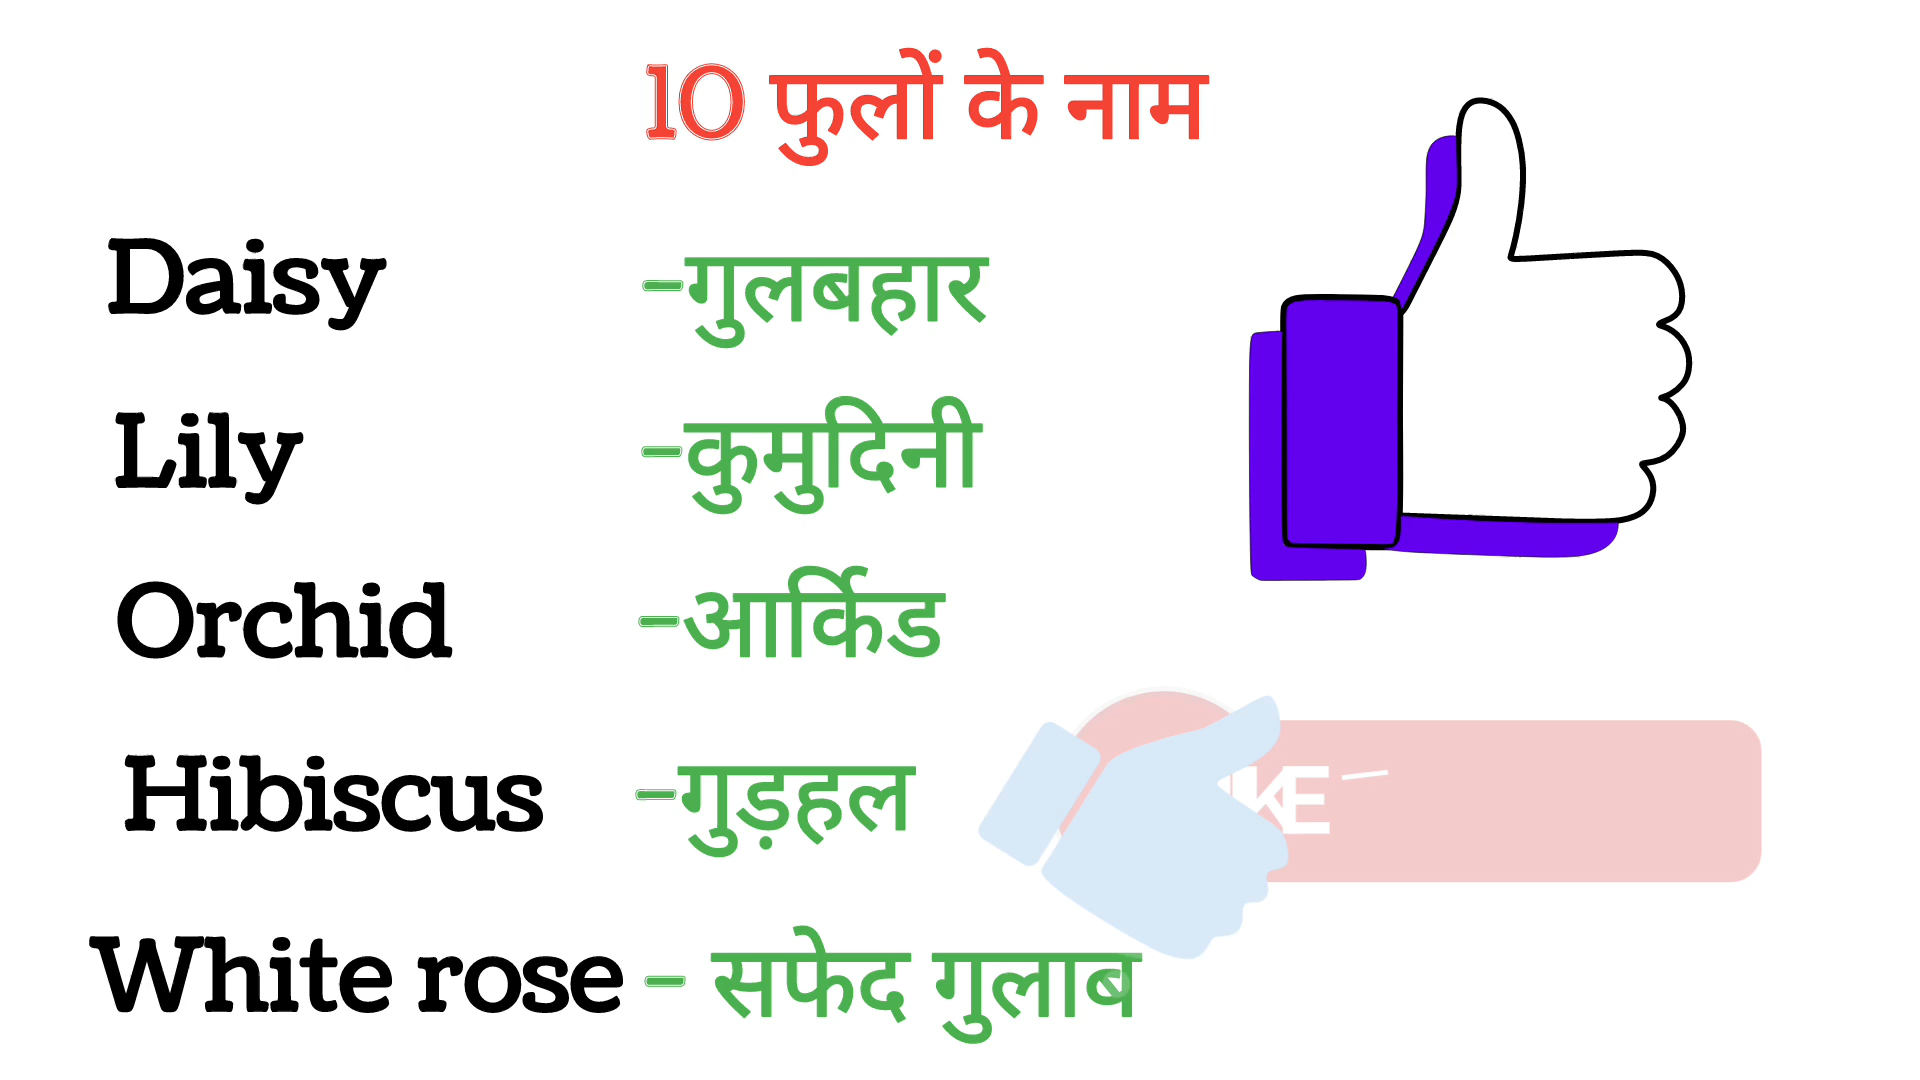 10 फुलों के नाम
Daisy -गुलबहार
Lily -कुमुदिनी
Orchid -आर्किड
Hibiscus -गुड़हल
White rose - सफेद गुलाब